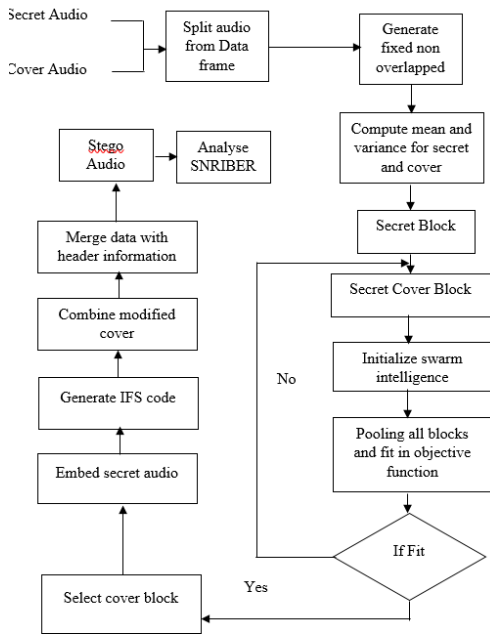 Secret Audio
Cover Audio
Split audio
from Data
frame
Generate
fixed non
overlapped
Compute mean and
variance for secret
and cover
Secret Block
Secret Cover Block
Initialize swarm
intelligence
Pooling all blocks
and fit in objective
function
If Fit
No
Yes
Select cover block
Embed secret audio
Generate IFS code
Combine modified
cover
Merge data with
header information
Stego
Audio
Analyse
SNRIBER